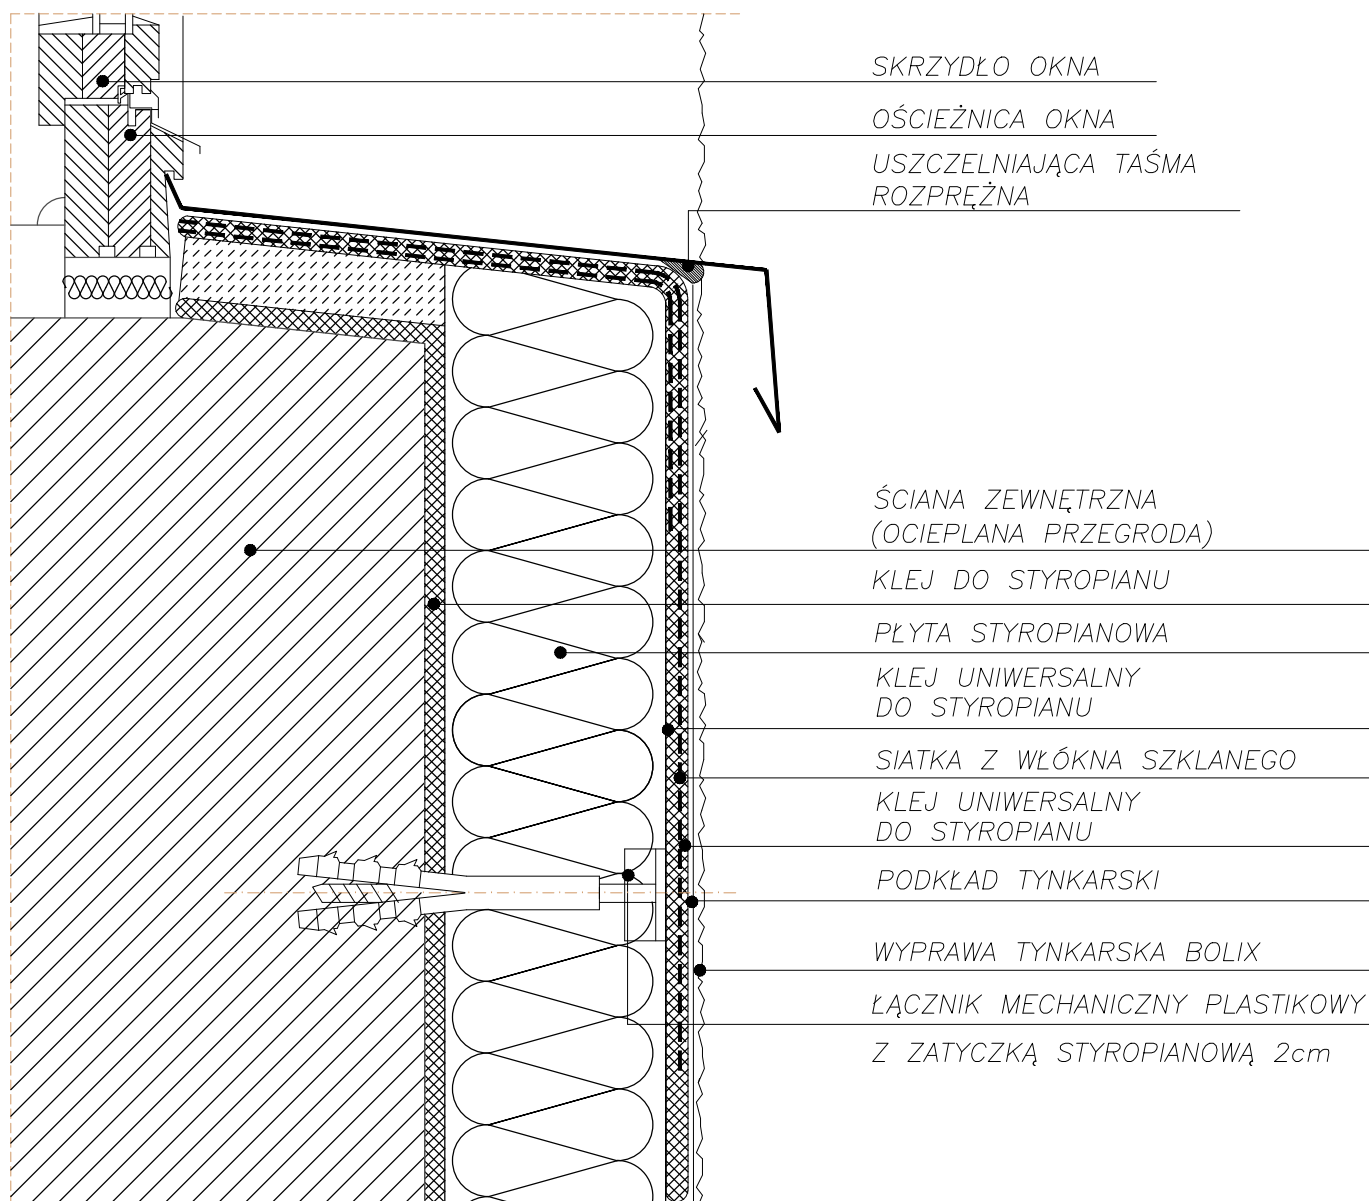 SKRZYDŁO OKNA
OŚCIEŻNICA OKNA
USZCZELNIAJĄCA TAŚMA
ROZPRĘŻNA
ŚCIANA ZEWNĘTRZNA
(OCIEPLANA PRZEGRODA)
KLEJ DO STYROPIANU
PŁYTA STYROPIANOWA
KLEJ UNIWERSALNY
DO STYROPIANU
SIATKA Z WŁÓKNA SZKLANEGO
KLEJ UNIWERSALNY
DO STYROPIANU
PODKŁAD TYNKARSKI
WYPRAWA TYNKARSKA BOLIX
ŁĄCZNIK MECHANICZNY PLASTIKOWY
Z ZATYCZKĄ STYROPIANOWĄ 2cm